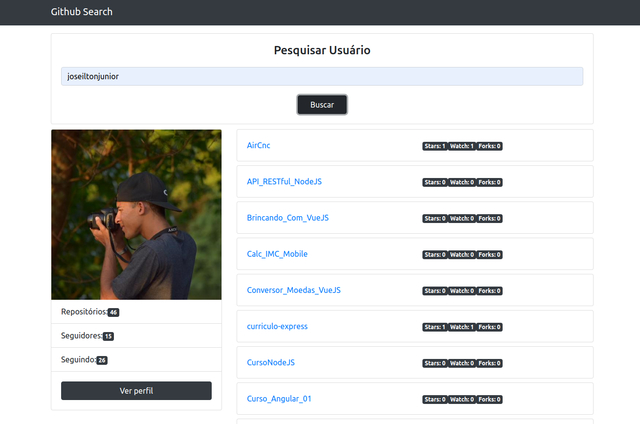 Github Search
Pesquisar Usuário
joseiltonjunior
Buscar
AirCnc Stars: 1 Watch: 1 Forks: 0
API_RESTful_NodeJS Stars: 0 Watch: 0 Forks: 0
Brincando_Com_VueJS Stars: 0 Watch: 0 Forks: 0
Calc_IMC_Mobile Stars: 0 Watch: 0 Forks: 0
Conversor_Moedas_VueJS Stars: 0 Watch: 0 Forks: 0
curriculo-express Stars: 1 Watch: 1 Forks: 0
CursoNodeJS Stars: 0 Watch: 0 Forks: 0
Curso_Angular_01 Stars: 0 Watch: 0 Forks: 0
Repositórios: 46
Seguidores: 15
Seguindo: 26
Ver perfil